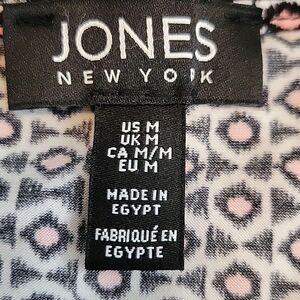 JONES
NEW YORK
US M
UK M
CA M/M
EU M
MADE IN
EGYPT
FABRIQUÉ EN
EGYPTE